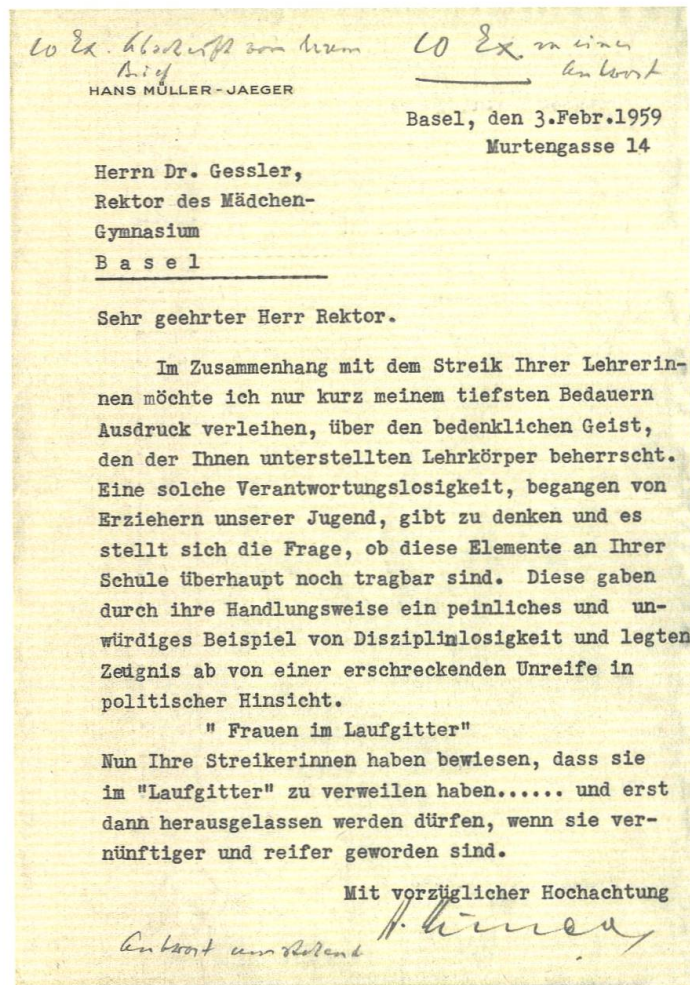 10 Ex. Abschrift von
10 Ex. von einer
Brief
Antwort
HANS MÜLLER-JAEGER
Basel, den 3.Febr.1959
Murtengasse 14
Herrn Dr. Gessler,
Rektor des Mädchen-
Gymnasium
B a s e l
Sehr geehrter Herr Rektor.
Im Zusammenhang mit dem Streik Ihrer Lehrerin-
nen möchte ich nur kurz meinem tiefsten Bedauern
Ausdruck verleihen, über den bedenklichen Geist,
den der Ihnen unterstellten Lehrkörper beherrscht.
Eine solche Verantwortungslosigkeit, begangen von
Erziehern unserer Jugend, gibt zu denken und es
stellt sich die Frage, ob diese Elemente an Ihrer
Schule überhaupt noch tragbar sind. Diese gaben
durch ihre Handlungsweise ein peinliches und un-
würdiges Beispiel von Disziplinlosigkeit und legten
Zeugnis ab von einer erschreckenden Unreife in
politischer Hinsicht.
" Frauen im Laufgitter"
Nun Ihre Streikerinnen haben bewiesen, dass sie
im "Laufgitter" zu verweilen haben...... und erst
dann herausgelassen werden dürfen, wenn sie ver-
nünftiger und reifer geworden sind.
Mit vorzüglicher Hochachtung
Antwort umstehend